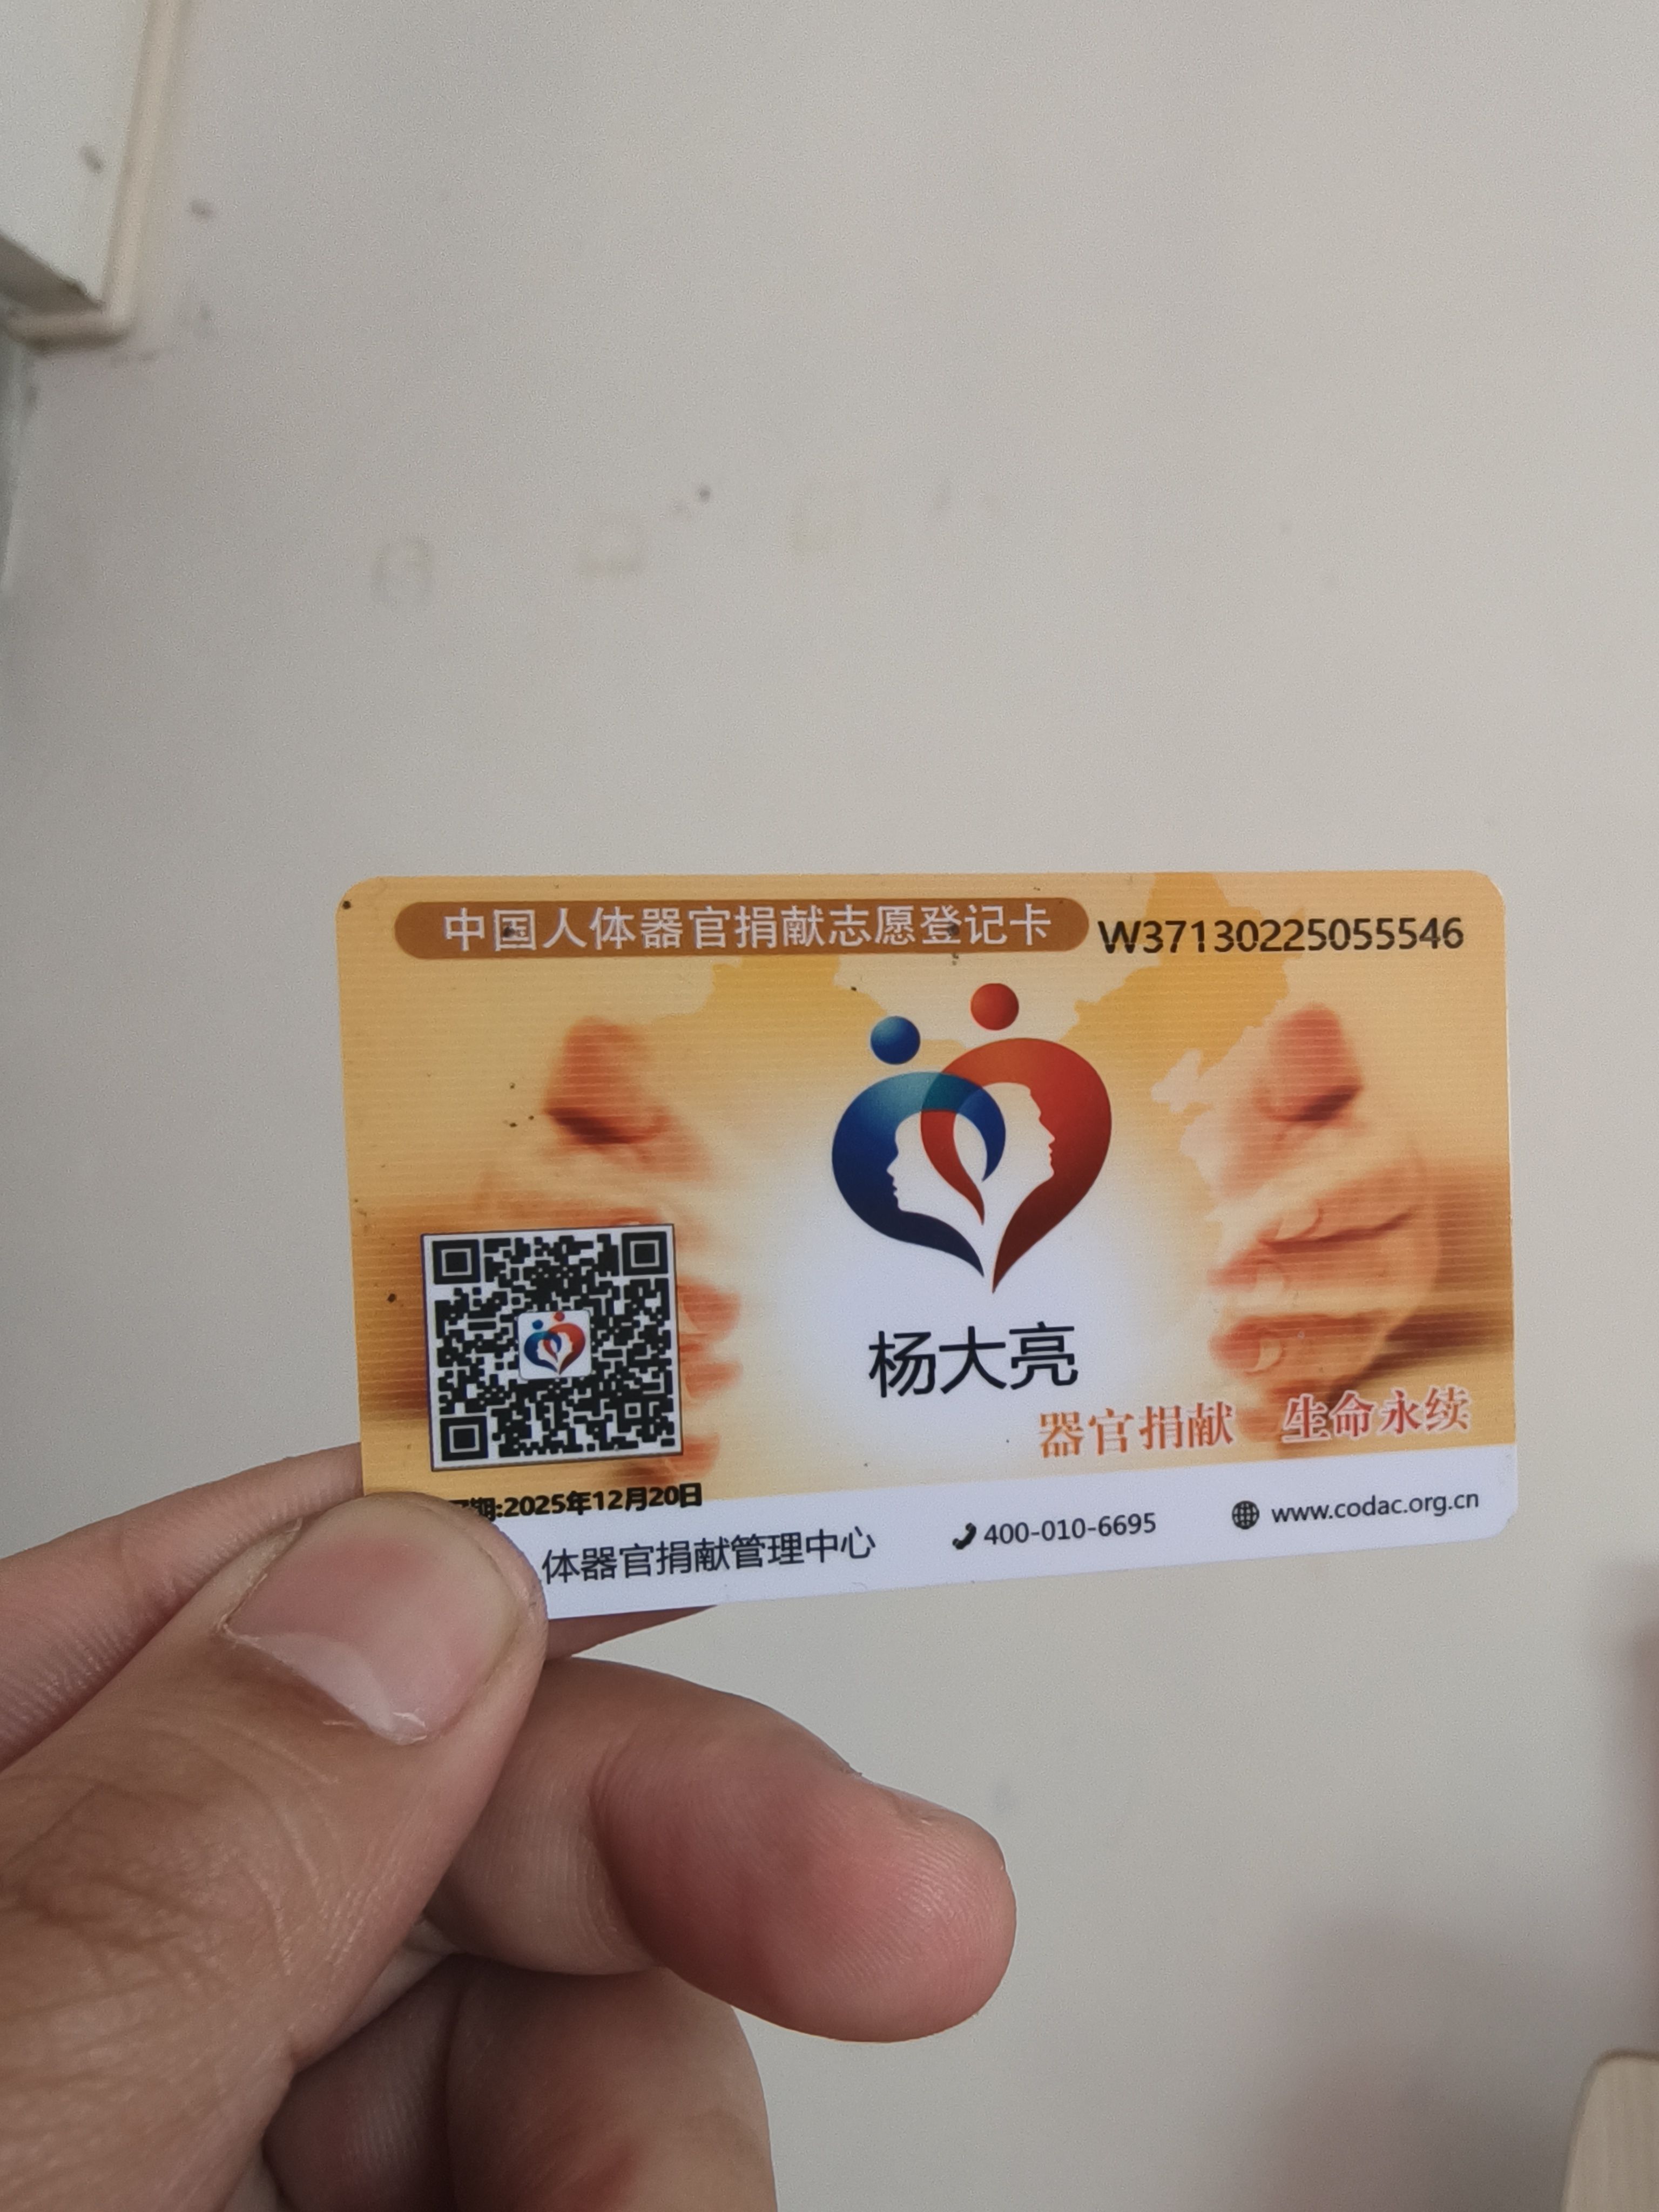 中国人体器官捐献志愿登记卡 W37130225055546
杨大亮
器官捐献 生命永续
期:2025年12月20日
体器官捐献管理中心 400-010-6695 www.codac.org.cn